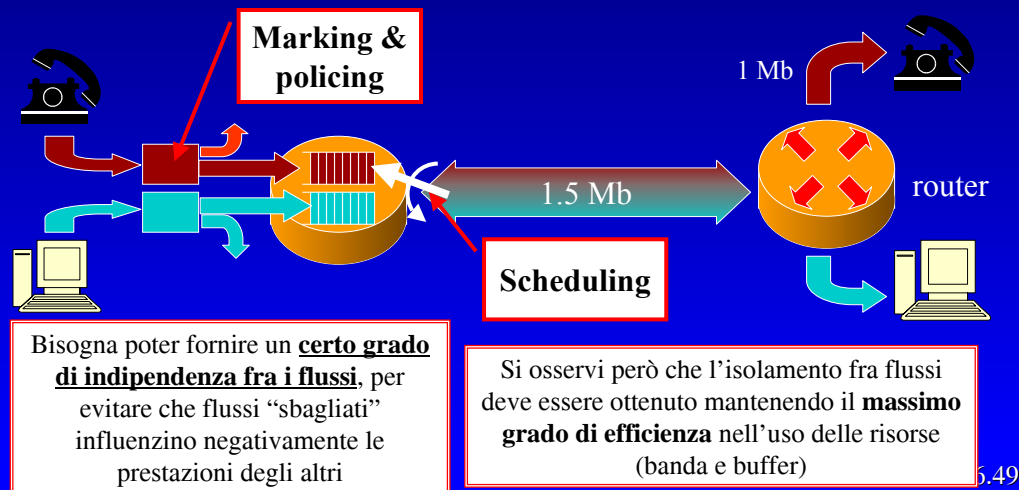 Marking &
policing
1 Mb
1.5 Mb
router
Scheduling
Bisogna poter fornire un certo grado
di indipendenza fra i flussi, per
evitare che flussi “sbagliati”
influenzino negativamente le
prestazioni degli altri
Si osservi però che l’isolamento fra flussi
deve essere ottenuto mantenendo il massimo
grado di efficienza nell’uso delle risorse
(banda e buffer)
6.49